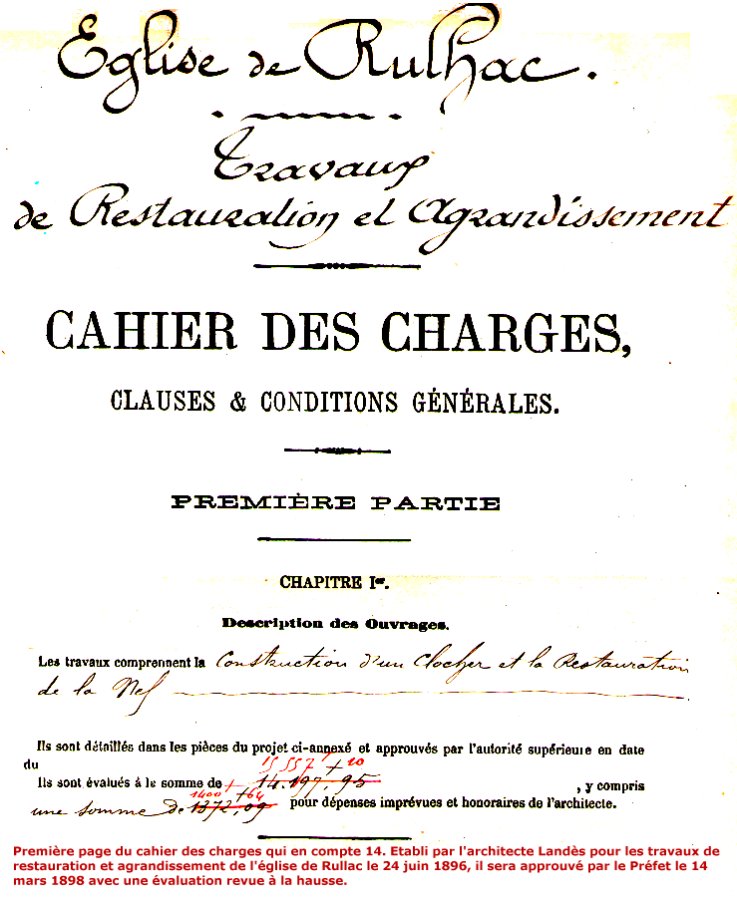 Eglise de Rulhac.
Travaux
de Restauration et Agrandissement
CAHIER DES CHARGES,
CLAUSES & CONDITIONS GÉNÉRALES.
PREMIÈRE PARTIE
CHAPITRE Ier.
Description des Ouvrages.
Les travaux comprennent la Construction d'un Clocher et la Restauration
de la Nef
Ils sont détaillés dans les pièces du projet ci-annexé et approuvés par l'autorité supérieure en date
du
15 557 + 10
Ils sont évalués à la somme de + 14.197,95 , y compris
1400 + 64
une somme de 1372,09 pour dépenses imprévues et honoraires de l'architecte.
Première page du cahier des charges qui en compte 14. Etabli par l'architecte Landès pour les travaux de
restauration et agrandissement de l'église de Rullac le 24 juin 1896, il sera approuvé par le Préfet le 14
mars 1898 avec une évaluation revue à la hausse.